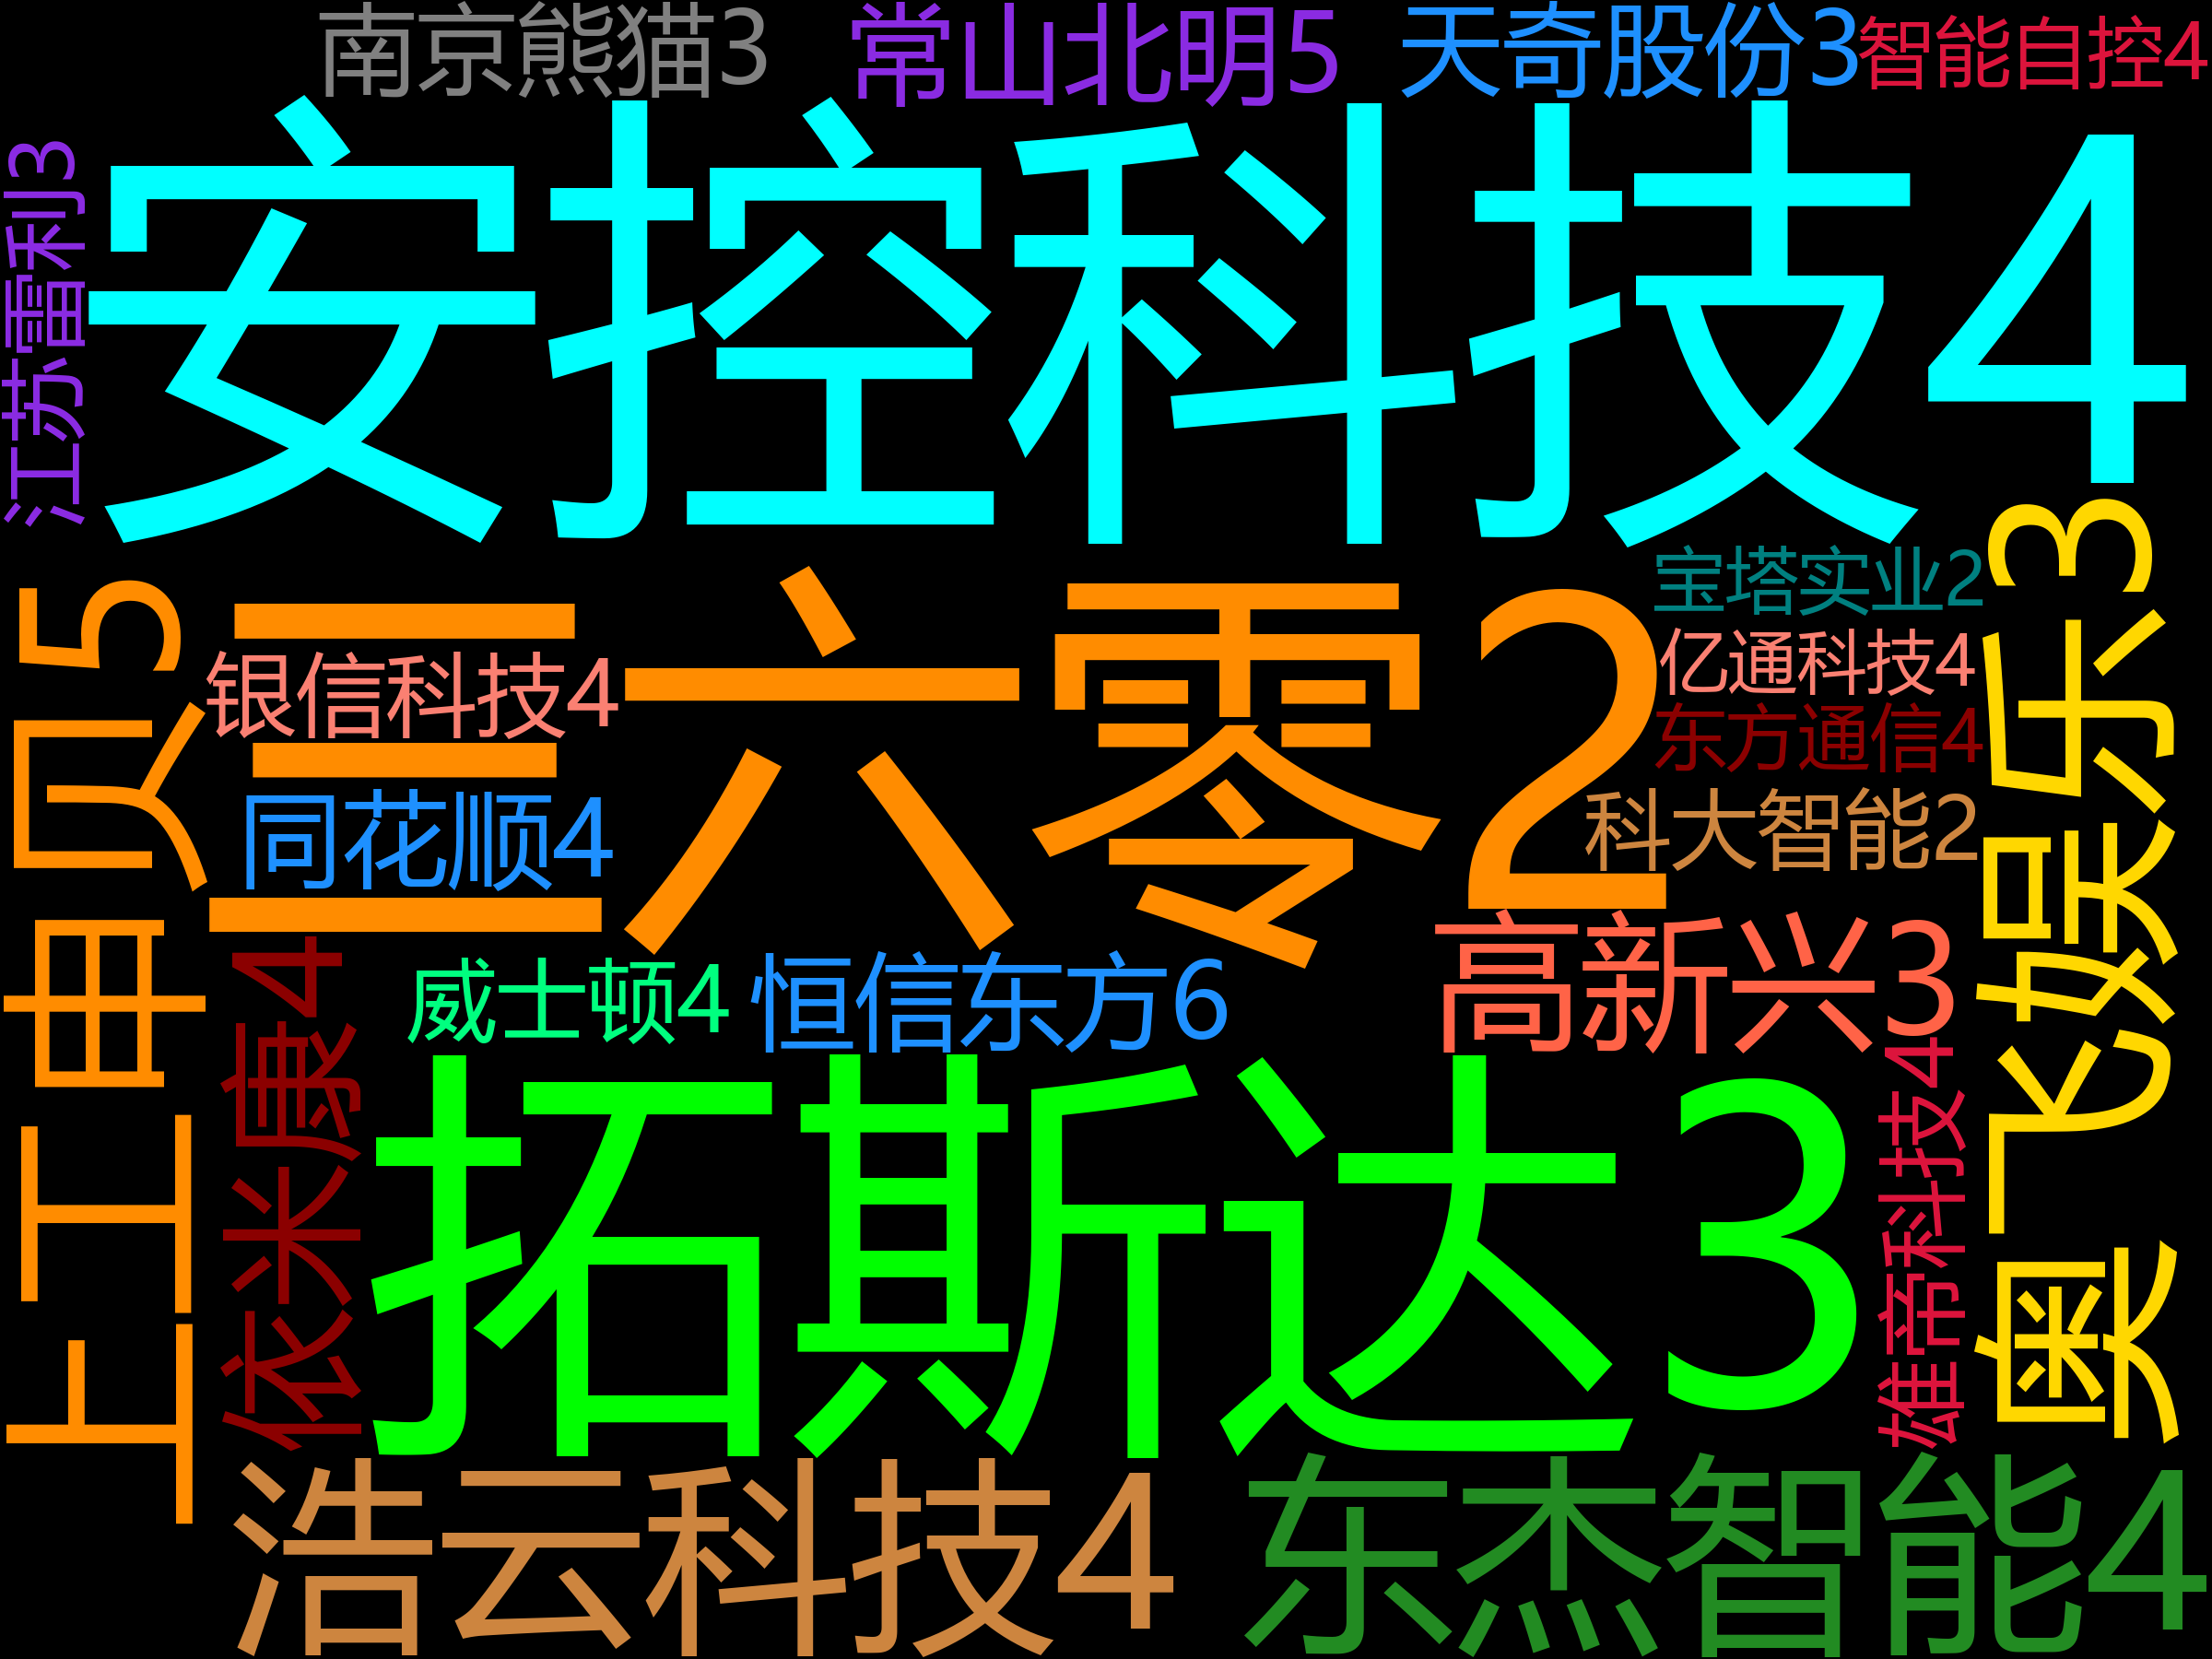 南京熊猫3
常山北明5
天奇股份3
智能自控4
江苏雷利3
安控科技4
三六零2
宝塔实业2
银信科技4
亿通科技4
东方通信4
同花顺4
科大智能2
上工申贝5
奥飞娱乐3
高新兴3
威士顿4
恒信东方6
依米康4
拓斯达3
维帝科技4
浩云科技4
东杰智能4